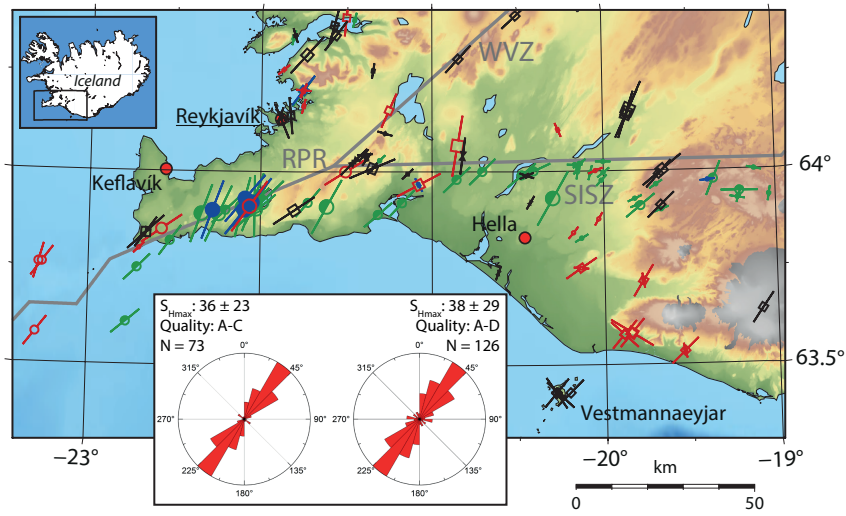 Iceland
WVZ
Reykjavík
RPR
64°
Keflavík
SISZ
Hella
S_Hmax: 36 ± 23
Quality: A-C
N = 73
S_Hmax: 38 ± 29
Quality: A-D
N = 126
0°
45°
90°
135°
180°
225°
270°
315°
0°
45°
90°
135°
180°
225°
270°
315°
63.5°
Vestmannaeyjar
−23°
−20°
−19°
km
0
50